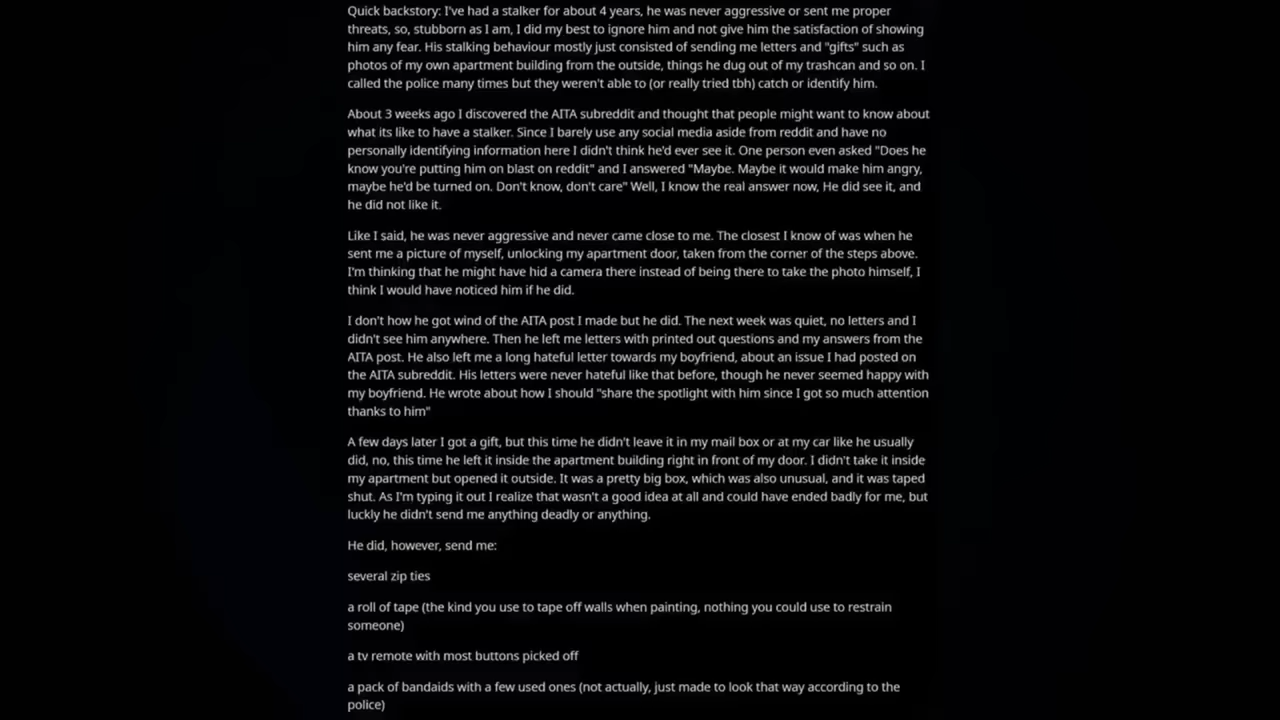 Quick backstory: I've had a stalker for about 4 years, he was never aggressive or sent me proper
threats, so, stubborn as I am, I did my best to ignore him and not give him the satisfaction of showing
him any fear. His stalking behaviour mostly just consisted of sending me letters and "gifts" such as
photos of my own apartment building from the outside, things he dug out of my trashcan and so on. I
called the police many times but they weren't able to (or really tried tbh) catch or identify him.
About 3 weeks ago I discovered the AITA subreddit and thought that people might want to know about
what its like to have a stalker. Since I barely use any social media aside from reddit and have no
personally identifying information here I didn't think he'd ever see it. One person even asked "Does he
know you're putting him on blast on reddit" and I answered "Maybe. Maybe it would make him angry,
maybe he'd be turned on. Don't know, don't care" Well, I know the real answer now, He did see it, and
he did not like it.
Like I said, he was never aggressive and never came close to me. The closest I know of was when he
sent me a picture of myself, unlocking my apartment door, taken from the corner of the steps above.
I'm thinking that he might have hid a camera there instead of being there to take the photo himself, I
think I would have noticed him if he did.
I don't how he got wind of the AITA post I made but he did. The next week was quiet, no letters and I
didn't see him anywhere. Then he left me letters with printed out questions and my answers from the
AITA post. He also left me a long hateful letter towards my boyfriend, about an issue I had posted on
the AITA subreddit. His letters were never hateful like that before, though he never seemed happy with
my boyfriend. He wrote about how I should "share the spotlight with him since I got so much attention
thanks to him"
A few days later I got a gift, but this time he didn't leave it in my mail box or at my car like he usually
did, no, this time he left it inside the apartment building right in front of my door. I didn't take it inside
my apartment but opened it outside. It was a pretty big box, which was also unusual, and it was taped
shut. As I'm typing it out I realize that wasn't a good idea at all and could have ended badly for me, but
luckily he didn't send me anything deadly or anything.
He did, however, send me:
several zip ties
a roll of tape (the kind you use to tape off walls when painting, nothing you could use to restrain
someone)
a tv remote with most buttons picked off
a pack of bandaids with a few used ones (not actually, just made to look that way according to the
police)